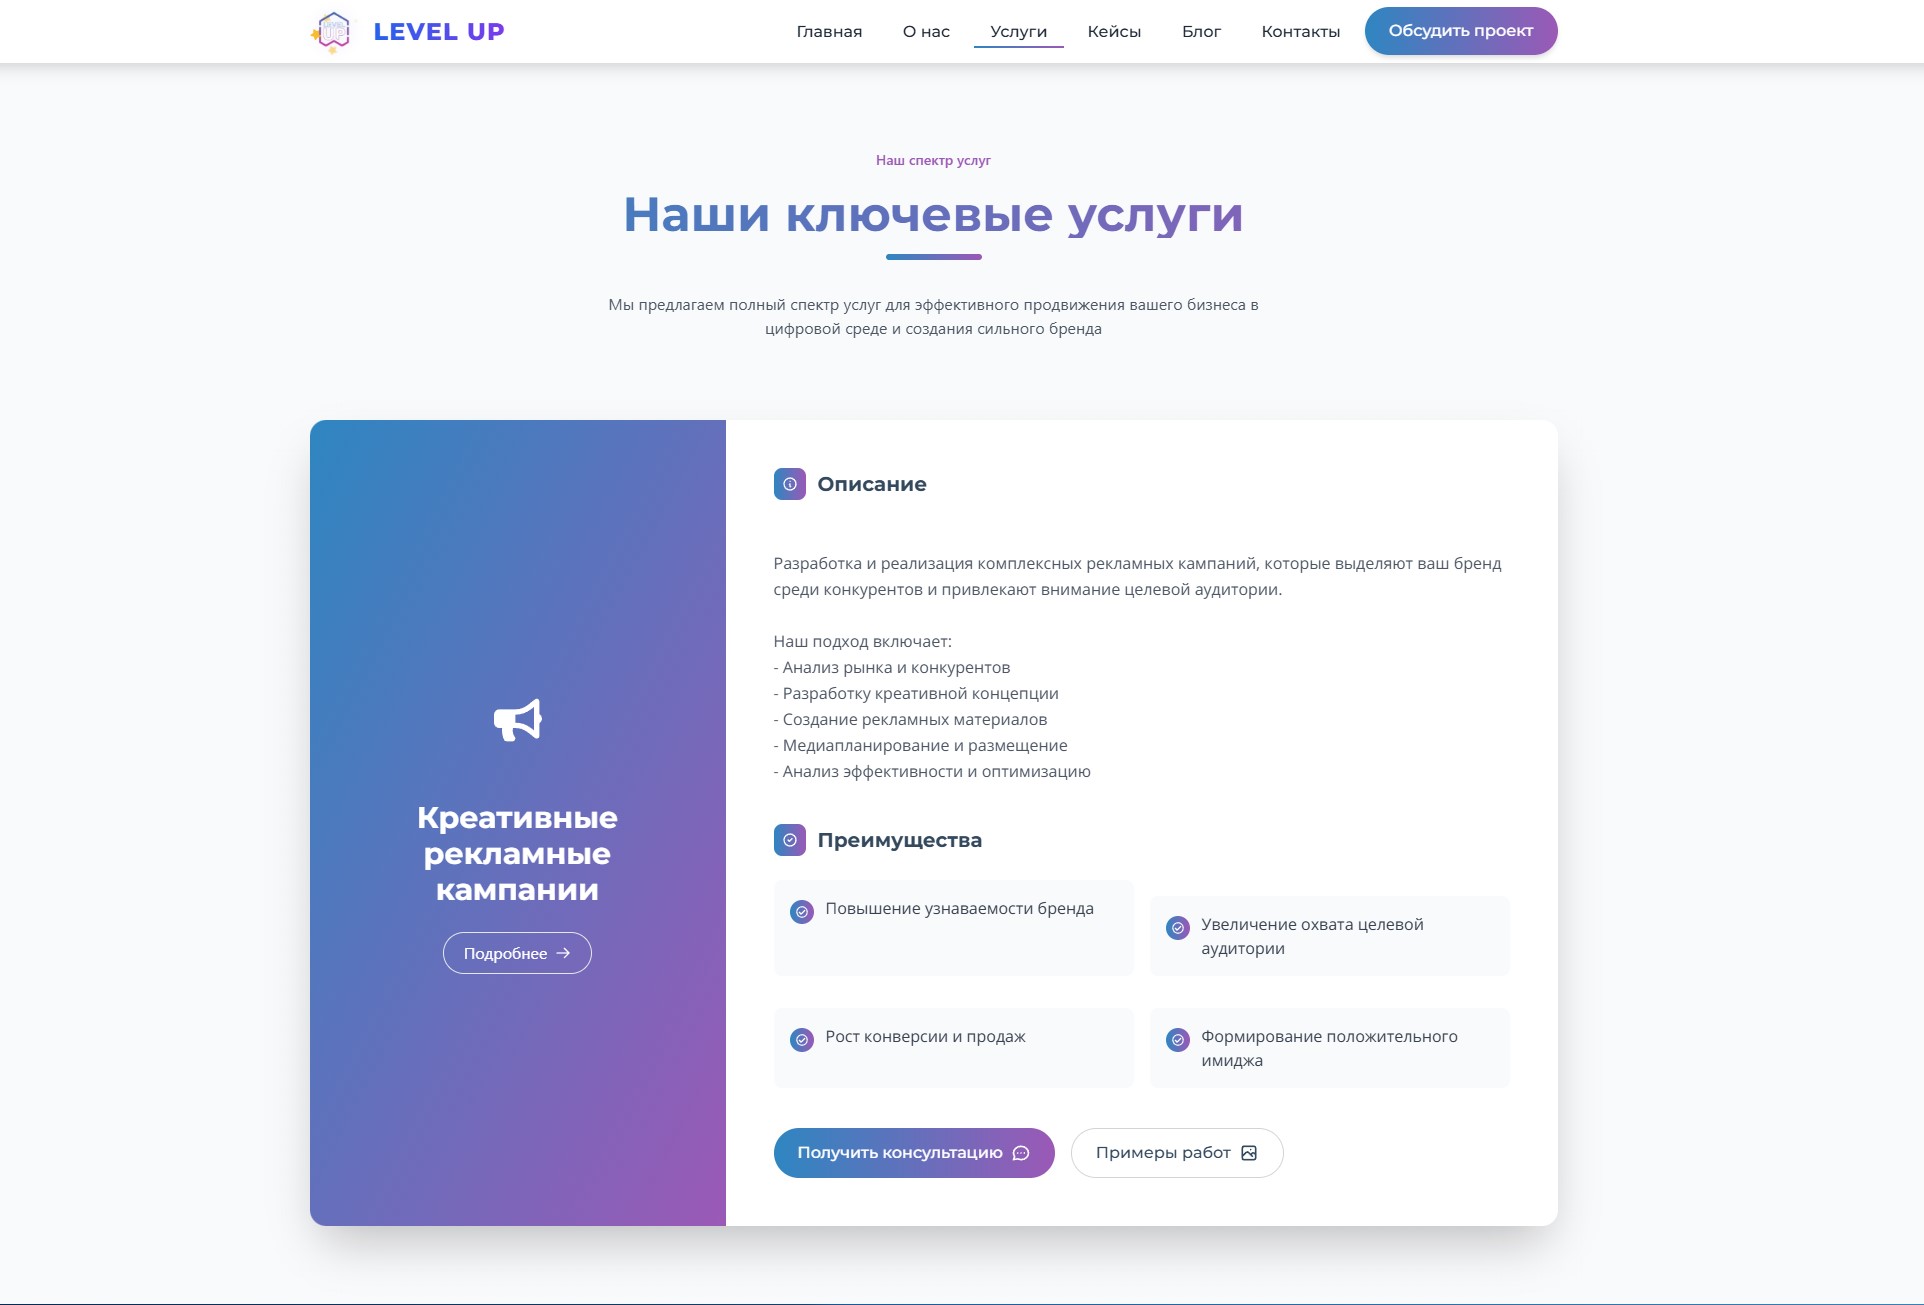 LEVEL UP
Главная
О нас
Услуги
Кейсы
Блог
Контакты
Обсудить проект
Наш спектр услуг
Наши ключевые услуги
Мы предлагаем полный спектр услуг для эффективного продвижения вашего бизнеса в
цифровой среде и создания сильного бренда
Креативные
рекламные
кампании
Подробнее
Описание
Разработка и реализация комплексных рекламных кампаний, которые выделяют ваш бренд
среди конкурентов и привлекают внимание целевой аудитории.
Наш подход включает:
- Анализ рынка и конкурентов
- Разработку креативной концепции
- Создание рекламных материалов
- Медиапланирование и размещение
- Анализ эффективности и оптимизацию
Преимущества
Повышение узнаваемости бренда
Увеличение охвата целевой
аудитории
Рост конверсии и продаж
Формирование положительного
имиджа
Получить консультацию
Примеры работ